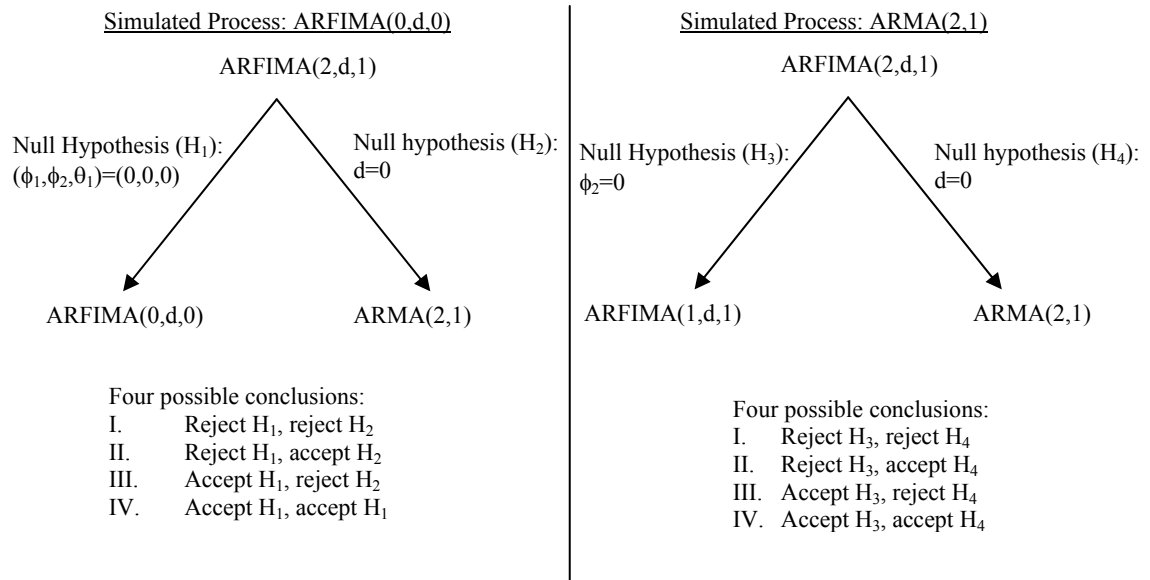 Simulated Process: ARFIMA(0,d,0)
ARFIMA(2,d,1)
Null Hypothesis (H₁):
(ϕ₁,ϕ₂,θ₁)=(0,0,0)
Null hypothesis (H₂):
d=0
ARFIMA(0,d,0)
ARMA(2,1)
Four possible conclusions:
I. Reject H₁, reject H₂
II. Reject H₁, accept H₂
III. Accept H₁, reject H₂
IV. Accept H₁, accept H₁
Simulated Process: ARMA(2,1)
ARFIMA(2,d,1)
Null Hypothesis (H₃):
ϕ₂=0
Null hypothesis (H₄):
d=0
ARFIMA(1,d,1)
ARMA(2,1)
Four possible conclusions:
I. Reject H₃, reject H₄
II. Reject H₃, accept H₄
III. Accept H₃, reject H₄
IV. Accept H₃, accept H₄